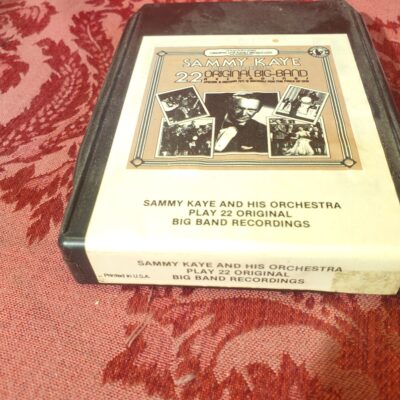 SAMMY KAYE
22 ORIGINAL BIG-BAND
SAMMY KAYE AND HIS ORCHESTRA
PLAY 22 ORIGINAL
BIG BAND RECORDINGS
SAMMY KAYE AND HIS ORCHESTRA
PLAY 22 ORIGINAL
Printed in U.S.A. BIG BAND RECORDINGS